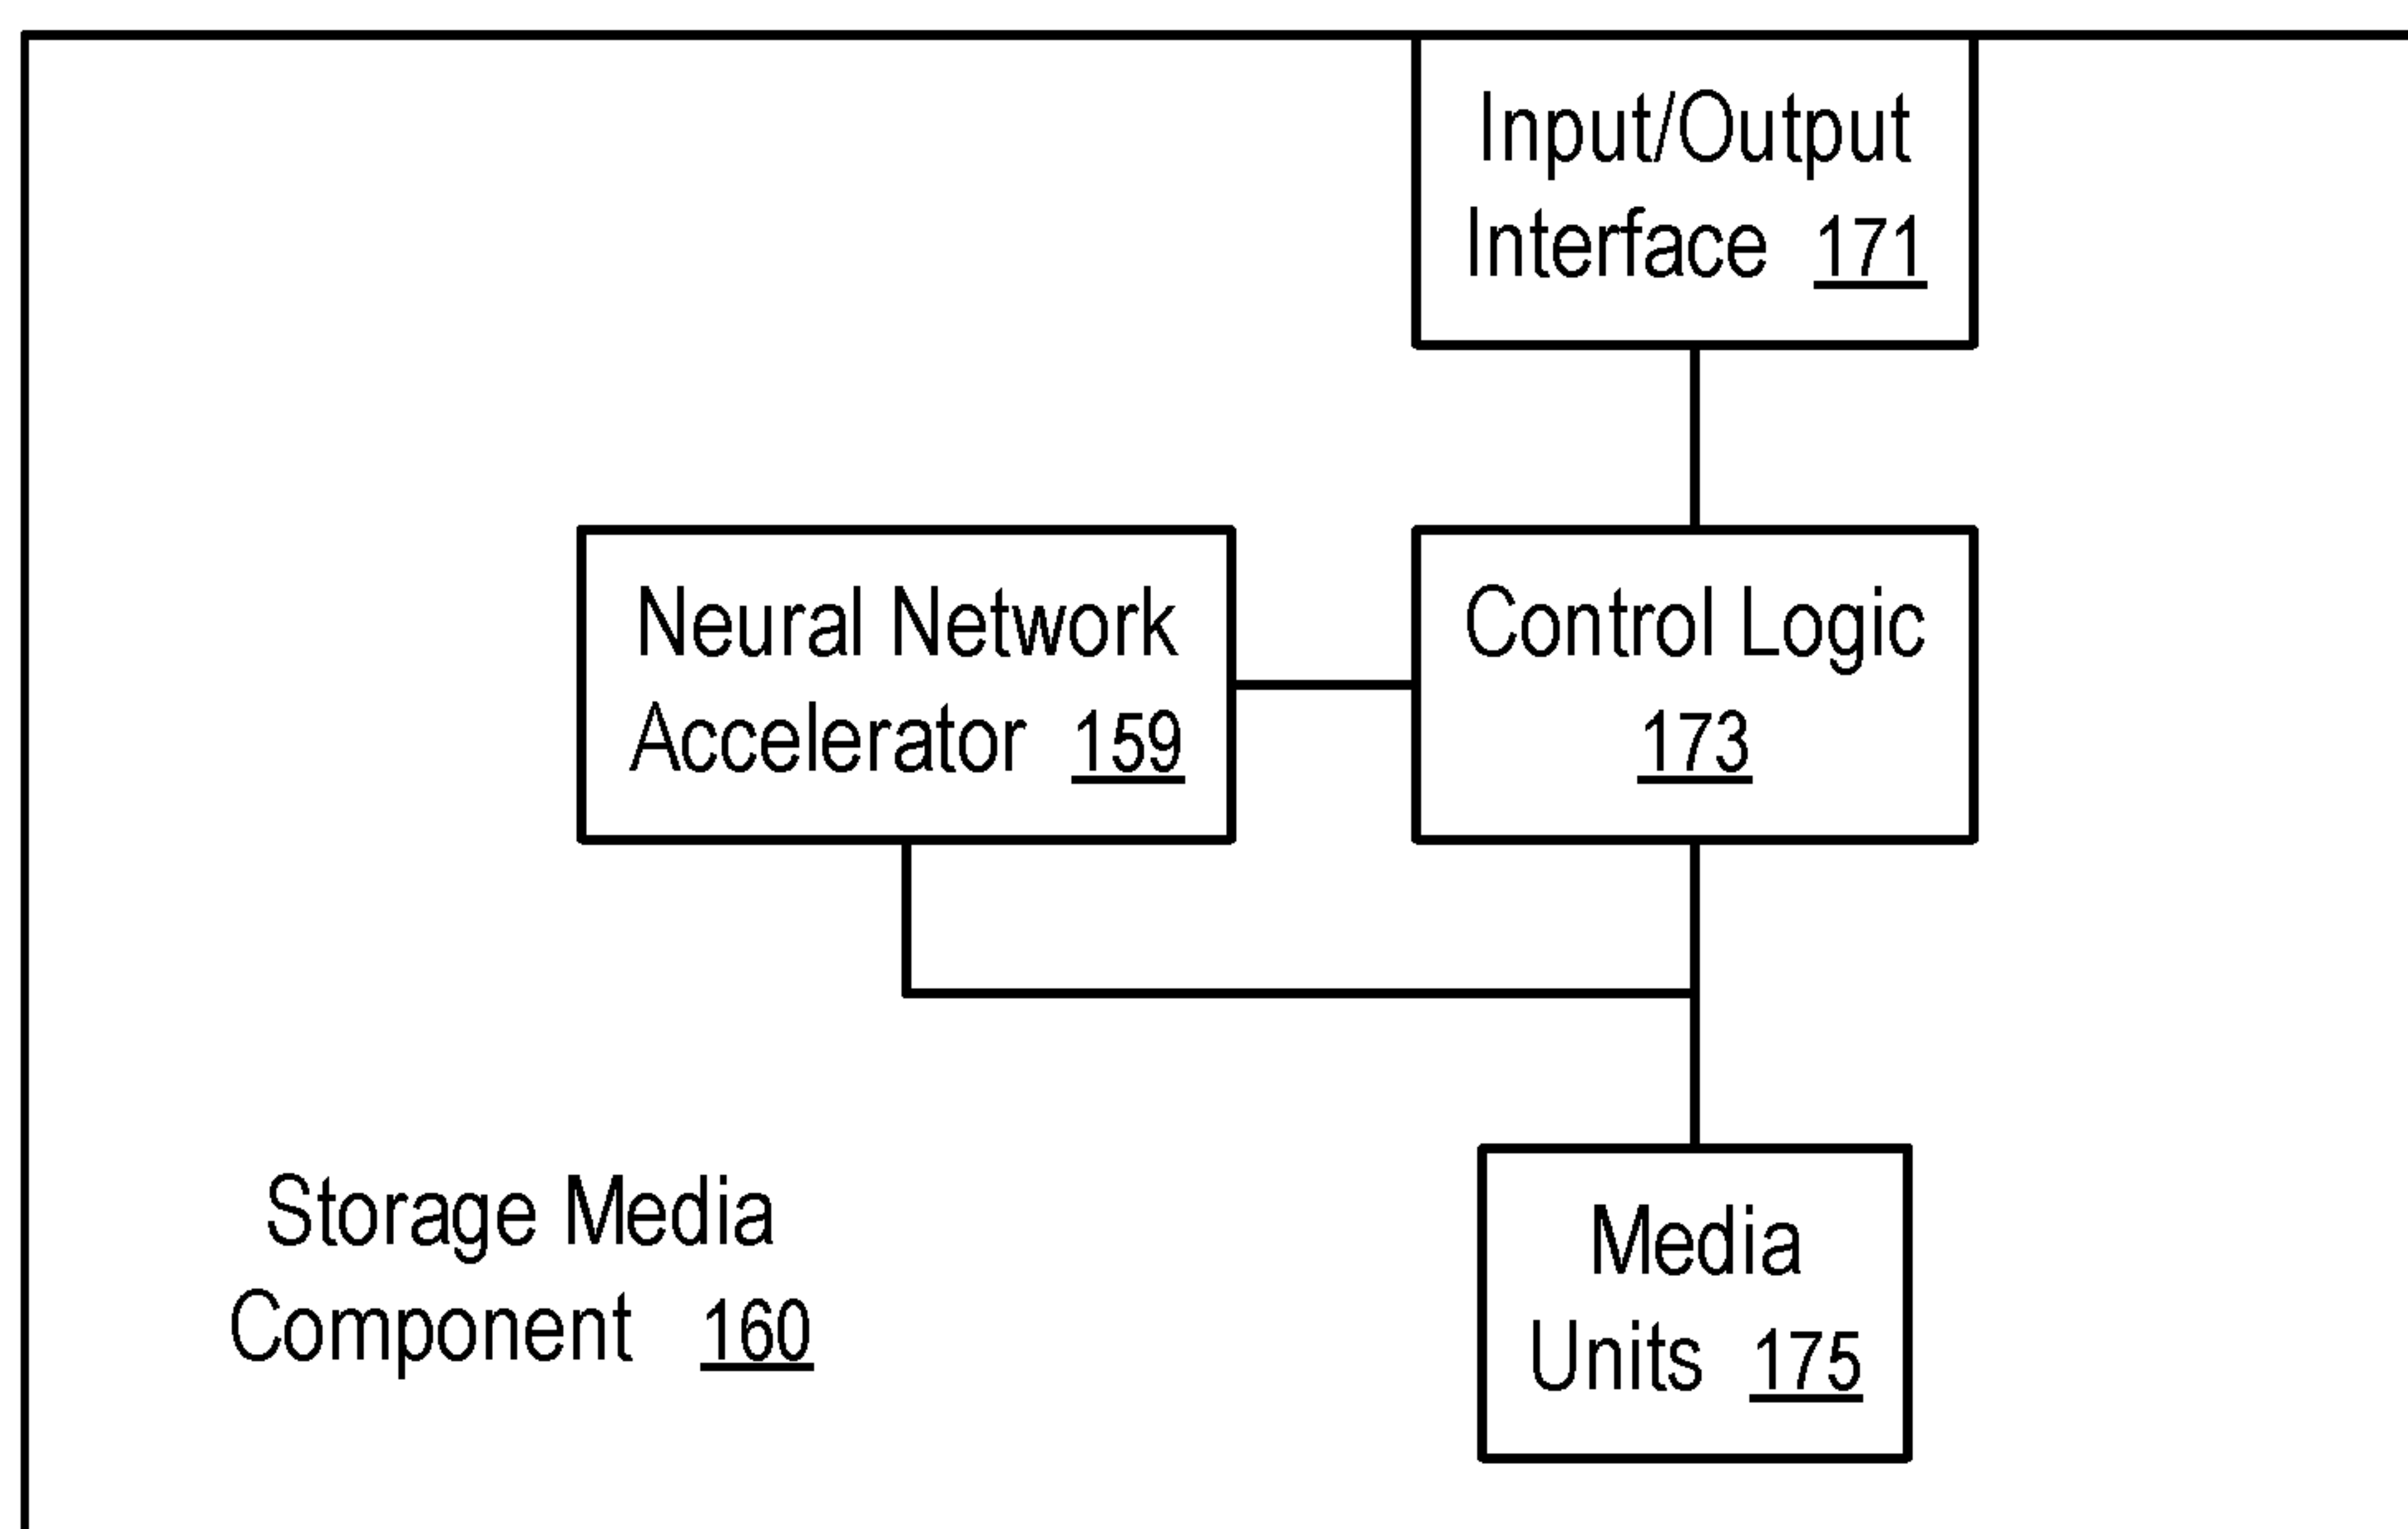 Input/Output
Interface 171
Neural Network
Accelerator 159
Control Logic
173
Storage Media
Component 160
Media
Units 175